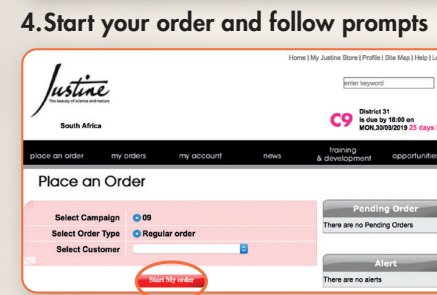 4.Start your order and follow prompts
Home | My Justine Store | Profile | Site Map | Help |
Justine
The beauty of science and nature
South Africa
enter keyword
C9
District 31
is due by 18:00 on
MON,30/09/2019 25 days
place an order my orders my account news training & development opportunities
Place an Order
Select Campaign 09
Select Order Type Regular order
Select Customer
Start My order
Pending Order
There are no Pending Orders
Alert
There are no alerts